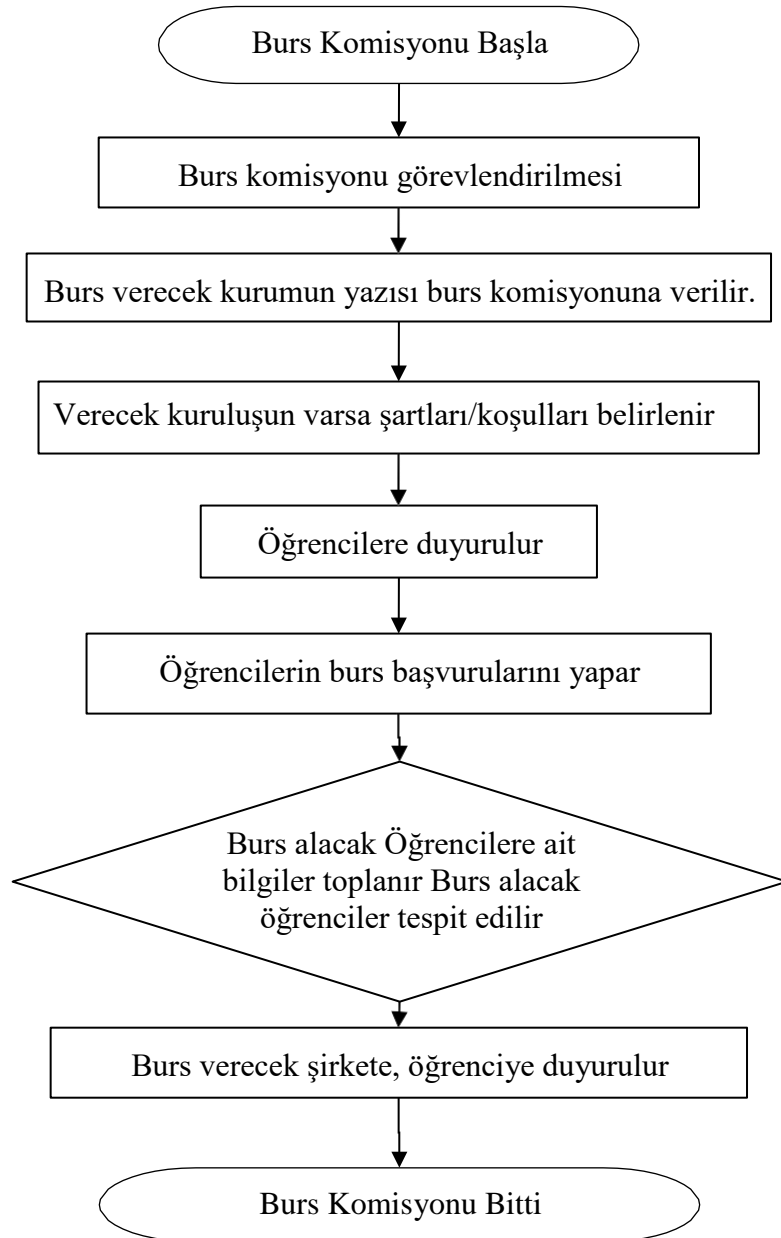 Burs Komisyonu Başla
Burs komisyonu görevlendirilmesi
Burs verecek kurumun yazısı burs komisyonuna verilir.
Verecek kuruluşun varsa şartları/koşulları belirlenir
Öğrencilere duyurulur
Öğrencilerin burs başvurularını yapar
Burs alacak Öğrencilere ait
bilgiler toplanır Burs alacak
öğrenciler tespit edilir
Burs verecek şirkete, öğrenciye duyurulur
Burs Komisyonu Bitti